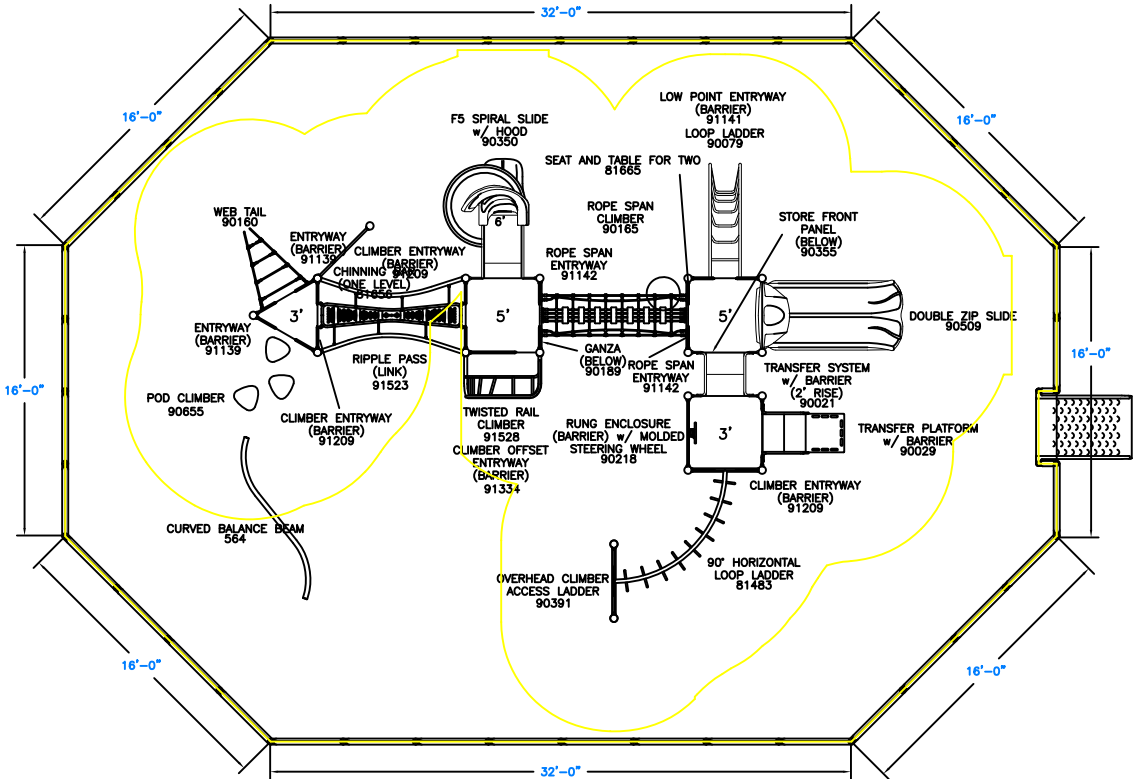 32'-0"
16'-0"
16'-0"
LOW POINT ENTRYWAY
(BARRIER)
91141
LOOP LADDER
90079
F5 SPIRAL SLIDE
w/ HOOD
90350
SEAT AND TABLE FOR TWO
81665
ROPE SPAN
CLIMBER
90165
STORE FRONT
PANEL
(BELOW)
90355
WEB TAIL
90160
6'
ENTRYWAY
(BARRIER)
91139
CLIMBER ENTRYWAY
(BARRIER)
91209
CHINNING BAR
(ONE LEVEL)
81656
ROPE SPAN
ENTRYWAY
91142
3'
5'
5'
DOUBLE ZIP SLIDE
90509
ENTRYWAY
(BARRIER)
91139
RIPPLE PASS
(LINK)
91523
GANZA
(BELOW)
90189
ROPE SPAN
ENTRYWAY
91142
TRANSFER SYSTEM
w/ BARRIER
(2' RISE)
90021
16'-0"
16'-0"
POD CLIMBER
90655
CLIMBER ENTRYWAY
(BARRIER)
91209
TWISTED RAIL
CLIMBER
91528
CLIMBER OFFSET
ENTRYWAY
(BARRIER)
91334
RUNG ENCLOSURE
(BARRIER) w/ MOLDED
STEERING WHEEL
90218
3'
TRANSFER PLATFORM
w/ BARRIER
90029
CLIMBER ENTRYWAY
(BARRIER)
91209
CURVED BALANCE BEAM
564
OVERHEAD CLIMBER
ACCESS LADDER
90391
90° HORIZONTAL
LOOP LADDER
81483
16'-0"
16'-0"
32'-0"